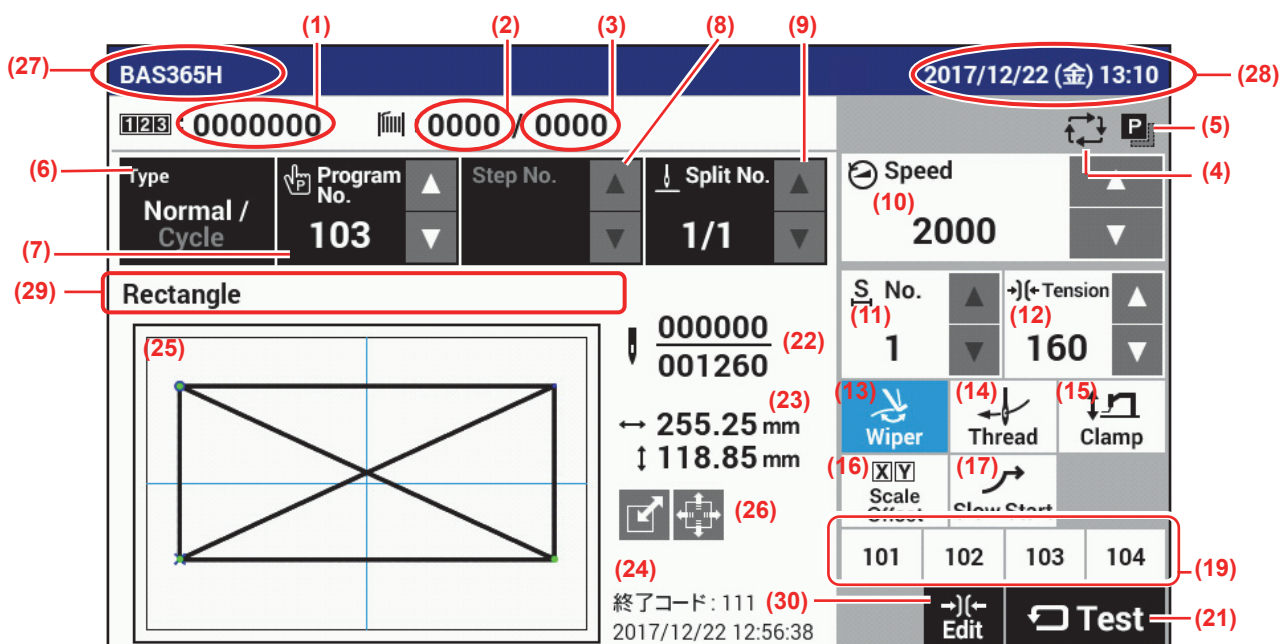 (1) (2) (3) (8) (9)
(27) BAS365H 2017/12/22 (金) 13:10 (28)
123 : 0000000 : 0000 / 0000 P (5)
(4)
(6) Type Program No. Step No. Split No. Speed
(10)
Normal / Cycle 103 1/1 2000
(7)
(29) Rectangle S No. Tension
(11) (12)
1 160
(25) 000000 (22)
001260
(23)
255.25 mm
118.85 mm
(13) (14) (15)
Wiper Thread Clamp
(16) (17)
XY
Scale
Offset Slow Start
(26)
101 102 103 104 (19)
(24)
終了コード: 111 (30)
2017/12/22 12:56:38 Edit Test (21)